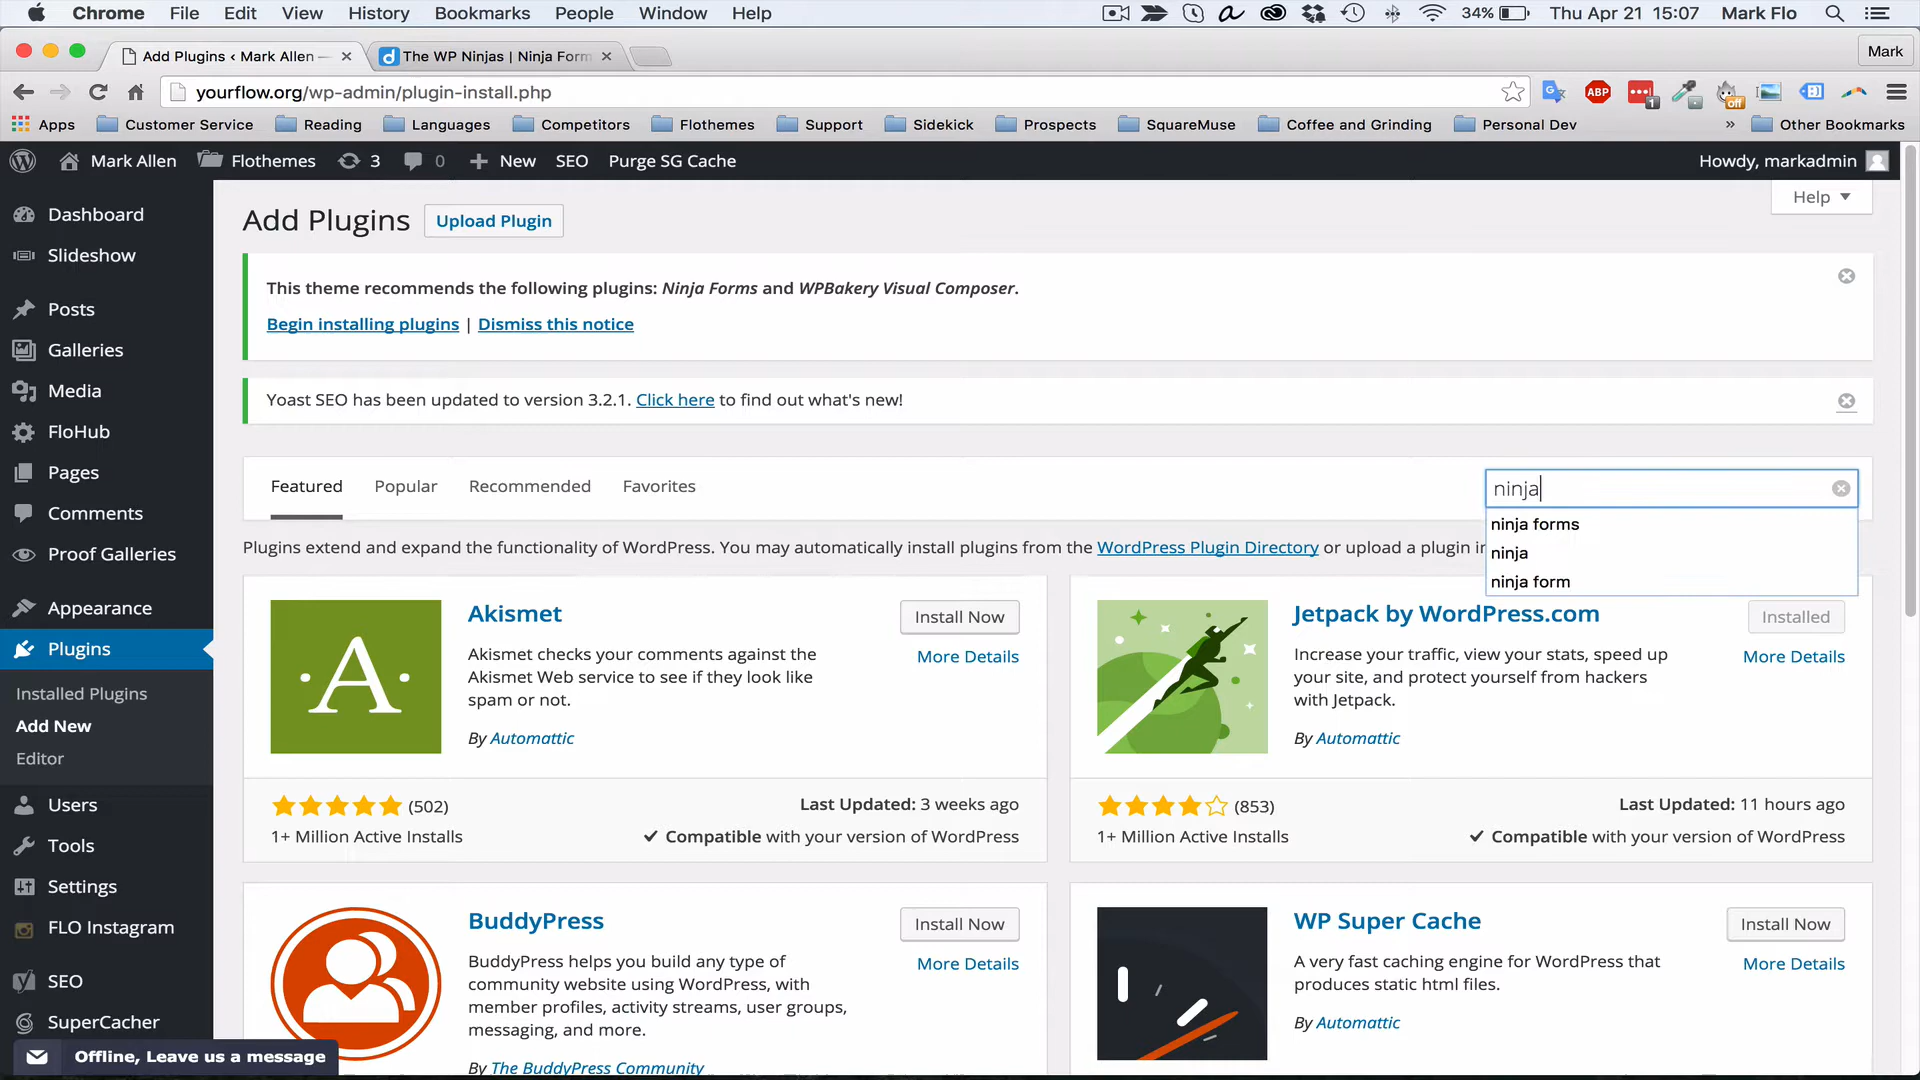 Chrome File Edit View History Bookmarks People Window Help 34% Thu Apr 21 15:07 Mark Flo
Add Plugins ‹ Mark Allen — The WP Ninjas | Ninja Form Mark
yourflow.org/wp-admin/plugin-install.php ABP 1 off
Apps Customer Service Reading Languages Competitors Flothemes Support Sidekick Prospects SquareMuse Coffee and Grinding Personal Dev » Other Bookmarks
Mark Allen Flothemes 3 0 New SEO Purge SG Cache Howdy, markadmin
Help
Dashboard
Slideshow
Posts
Galleries
Media
FloHub
Pages
Comments
Proof Galleries
Appearance
Plugins
Installed Plugins
Add New
Editor
Users
Tools
Settings
FLO Instagram
SEO
SuperCacher
Offline, Leave us a message
Add Plugins Upload Plugin
This theme recommends the following plugins: Ninja Forms and WPBakery Visual Composer.
Begin installing plugins | Dismiss this notice
Yoast SEO has been updated to version 3.2.1. Click here to find out what's new!
Featured Popular Recommended Favorites
ninja
ninja forms
ninja
ninja form
Plugins extend and expand the functionality of WordPress. You may automatically install plugins from the WordPress Plugin Directory or upload a plugin i
Akismet
Install Now
More Details
Akismet checks your comments against the
Akismet Web service to see if they look like
spam or not.
By Automattic
(502)
Last Updated: 3 weeks ago
1+ Million Active Installs
Compatible with your version of WordPress
Jetpack by WordPress.com
Installed
More Details
Increase your traffic, view your stats, speed up
your site, and protect yourself from hackers
with Jetpack.
By Automattic
(853)
Last Updated: 11 hours ago
1+ Million Active Installs
Compatible with your version of WordPress
BuddyPress
Install Now
More Details
BuddyPress helps you build any type of
community website using WordPress, with
member profiles, activity streams, user groups,
messaging, and more.
By The BuddyPress Community
WP Super Cache
Install Now
More Details
A very fast caching engine for WordPress that
produces static html files.
By Automattic